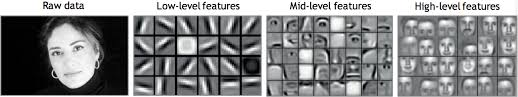 Raw data
Low-level features
Mid-level features
High-level features